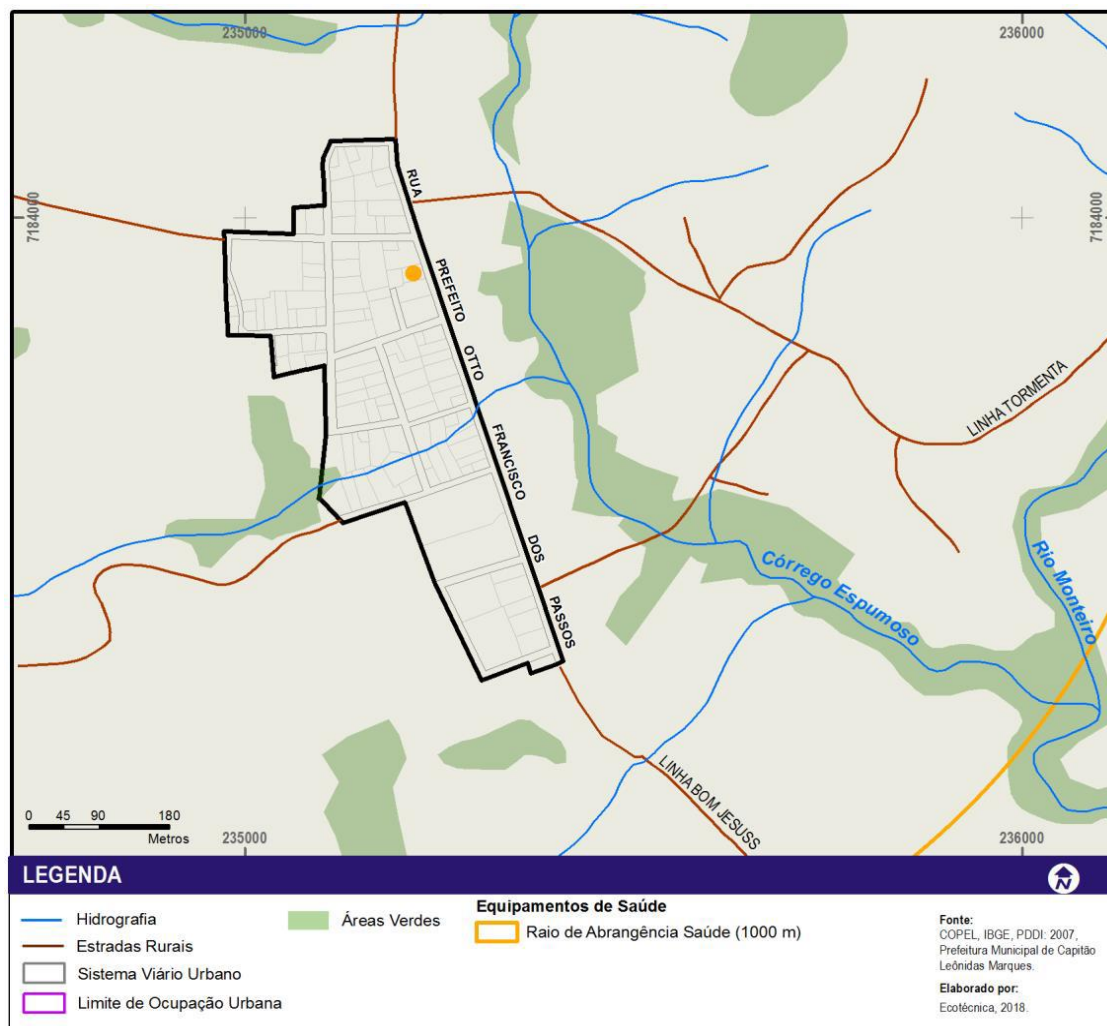 235000
236000
7184000
7184000
RUA PREFEITO OTTO FRANCISCO DOS PASSOS
LINHA TORMENTA
Rio Monteiro
Córrego Espumoso
LINHA BOM JESUSS
0 45 90 180
Metros
235000
236000
LEGENDA
N
Hidrografia
Estradas Rurais
Sistema Viário Urbano
Limite de Ocupação Urbana
Áreas Verdes
Equipamentos de Saúde
Raio de Abrangência Saúde (1000 m)
Fonte:
COPEL, IBGE, PDDI: 2007,
Prefeitura Municipal de Capitão
Leônidas Marques.
Elaborado por:
Ecotécnica, 2018.